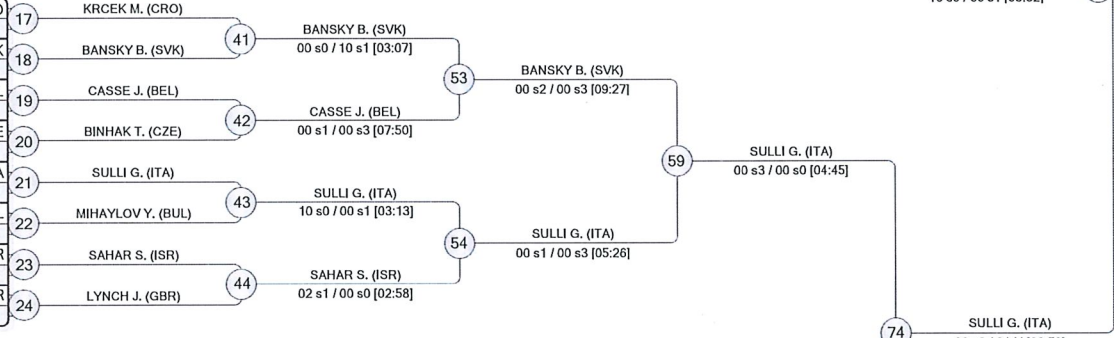 17
KRCEK M. (CRO)
41
BANSKY B. (SVK)
00 s0 / 10 s1 [03:07]
18
BANSKY B. (SVK)
53
BANSKY B. (SVK)
00 s2 / 00 s3 [09:27]
19
CASSE J. (BEL)
42
CASSE J. (BEL)
00 s1 / 00 s3 [07:50]
20
BINHAK T. (CZE)
59
SULLI G. (ITA)
00 s3 / 00 s0 [04:45]
21
SULLI G. (ITA)
43
SULLI G. (ITA)
10 s0 / 00 s1 [03:13]
22
MIHAYLOV Y. (BUL)
54
SULLI G. (ITA)
00 s1 / 00 s3 [05:26]
23
SAHAR S. (ISR)
44
SAHAR S. (ISR)
02 s1 / 00 s0 [02:58]
24
LYNCH J. (GBR)
74
SULLI G. (ITA)